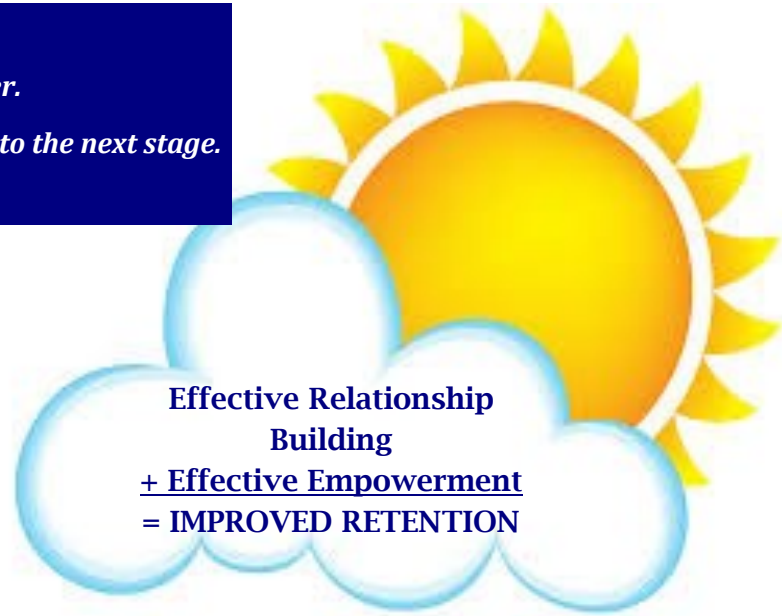 to the next stage.
Effective Relationship
Building
+ Effective Empowerment
= IMPROVED RETENTION